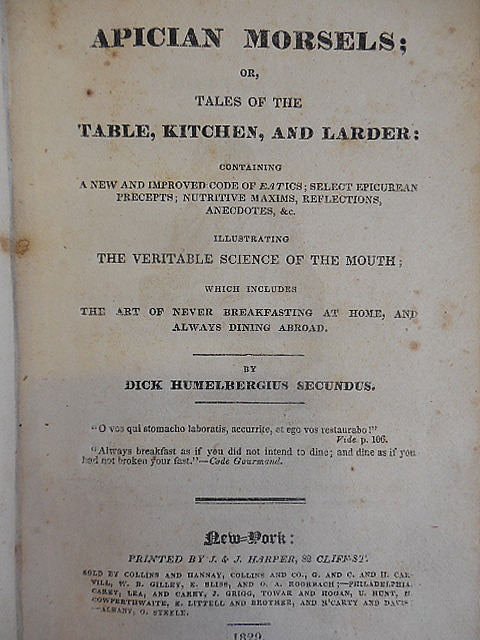 APICIAN MORSELS;
OR,
TALES OF THE
TABLE, KITCHEN, AND LARDER:
CONTAINING
A NEW AND IMPROVED CODE OF EATICS; SELECT EPICUREAN
PRECEPTS; NUTRITIVE MAXIMS, REFLECTIONS,
ANECDOTES, &c.
ILLUSTRATING
THE VERITABLE SCIENCE OF THE MOUTH;
WHICH INCLUDES
THE ART OF NEVER BREAKFASTING AT HOME, AND
ALWAYS DINING ABROAD.
BY
DICK HUMELBERGIUS SECUNDUS.
"O vos qui stomacho laboratis, accurrite, et ego vos restaurabo!"
Vide p. 106.
"Always breakfast as if you did not intend to dine; and dine as if you
had not broken your fast."—Code Gourmand.
New-York:
PRINTED BY J. & J. HARPER, 82 CLIFF-ST.
SOLD BY COLLINS AND HANNAY, COLLINS AND CO., G. AND C. AND H. CAR-
VILL, W. B. GILLEY, E. BLISS, AND O. A. ROORBACH;—PHILADELPHIA,
CAREY, LEA, AND CAREY, J. GRIGG, TOWAR AND HOGAN, U. HUNT, M
COWPERTHWAITE, E. LITTELL AND BROTHER, AND M'CARTY AND DAVIS
—ALBANY, O. STEELE.
1829